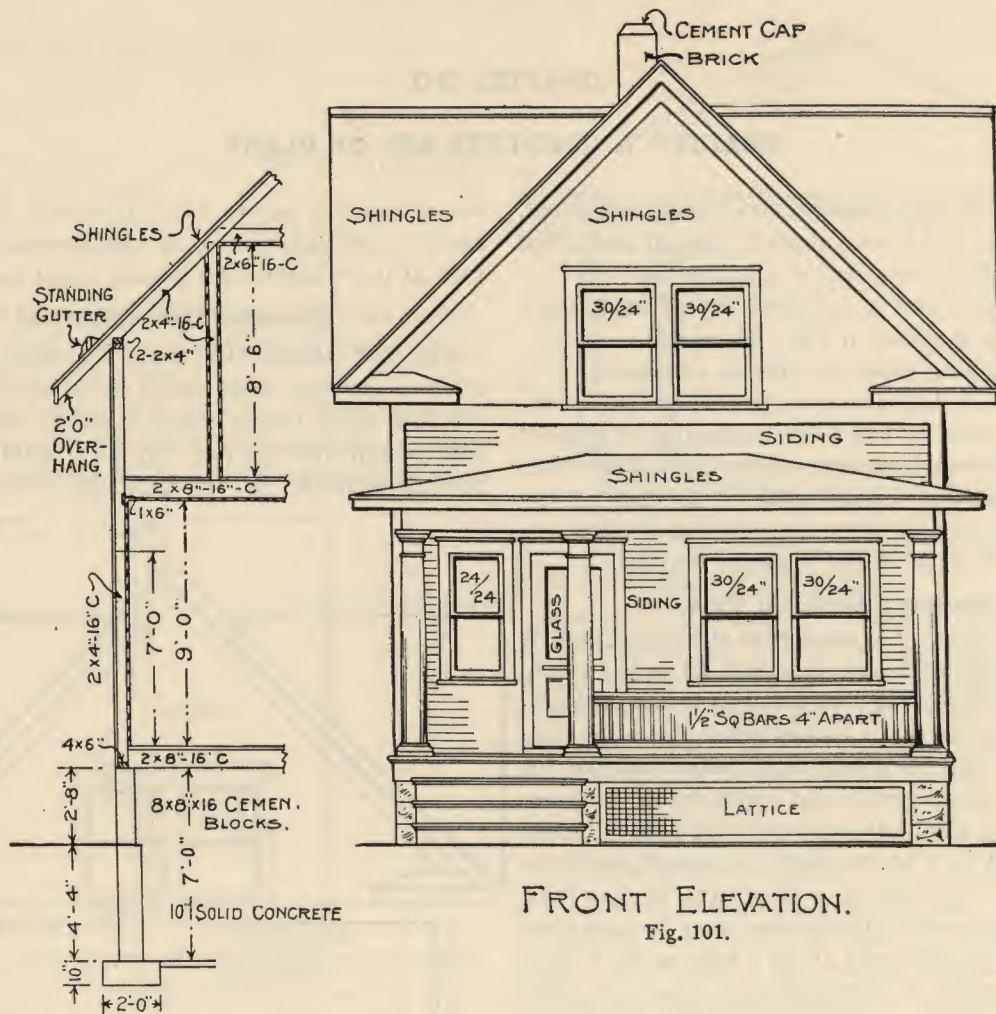 CEMENT CAP
BRICK
SHINGLES
SHINGLES
SHINGLES
2x6"-16-C
STANDING
GUTTER
2x4"-16-C
2-2x4"
8'-6"
30/24"
30/24"
2'0"
OVER-
HANG
SIDING
SHINGLES
2 x 8"-16"-C
1x6"
2x4"-16" C
7'-0"
9'-0"
24/24
GLASS
SIDING
30/24"
30/24"
1½" SQ BARS 4" APART
4x6"
2x8"-16" C
2'-8"
8x8"x16 CEMEN.
BLOCKS.
LATTICE
7'-0"
4'-4"
10" SOLID CONCRETE
10"
2'-0"
FRONT ELEVATION.
Fig. 101.